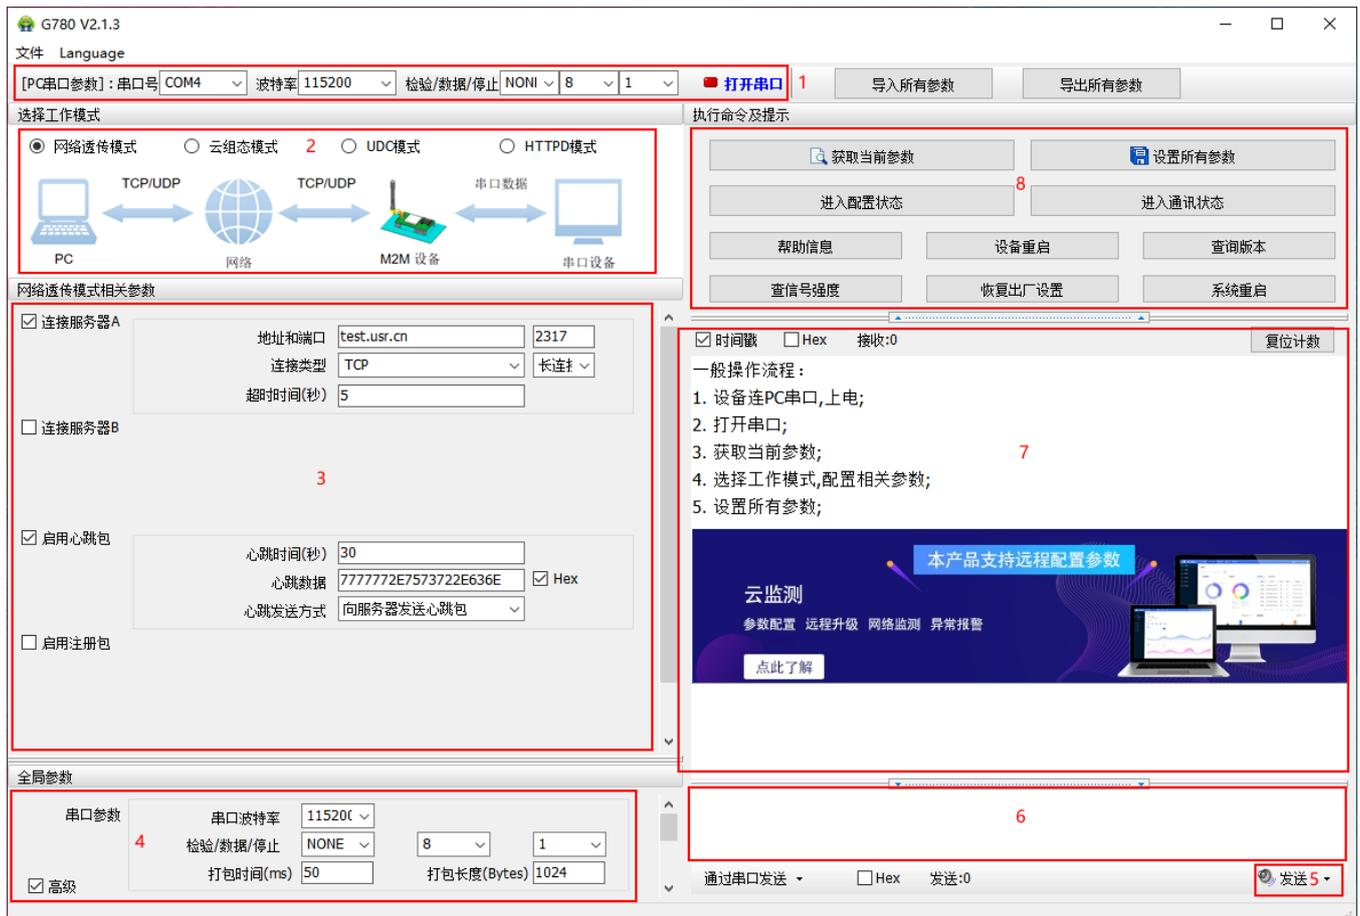 G780 V2.1.3
文件 Language
[PC串口参数]：串口号 COM4 波特率 115200 检验/数据/停止 NONI 8 1 打开串口 1 导入所有参数 导出所有参数
选择工作模式
网络透传模式 云组态模式 2 UDC模式 HTTPD模式
TCP/UDP TCP/UDP 串口数据
PC 网络 M2M 设备 串口设备
网络透传模式相关参数
连接服务器A
地址和端口 test.usr.cn 2317
连接类型 TCP 长连接
超时时间(秒) 5
连接服务器B
3
启用心跳包
心跳时间(秒) 30
心跳数据 7777772E7573722E636E Hex
心跳发送方式 向服务器发送心跳包
启用注册包
全局参数
串口参数 串口波特率 115200
4 检验/数据/停止 NONE 8 1
打包时间(ms) 50 打包长度(Bytes) 1024
高级
执行命令及提示
获取当前参数 设置所有参数
8
进入配置状态 进入通讯状态
帮助信息 设备重启 查询版本
查信号强度 恢复出厂设置 系统重启
时间戳 Hex 接收:0 复位计数
一般操作流程：
1. 设备连PC串口,上电;
2. 打开串口;
3. 获取当前参数;
7
4. 选择工作模式,配置相关参数;
5. 设置所有参数;
本产品支持远程配置参数
云监测
参数配置 远程升级 网络监测 异常报警
点此了解
6
通过串口发送 Hex 发送:0 发送 5